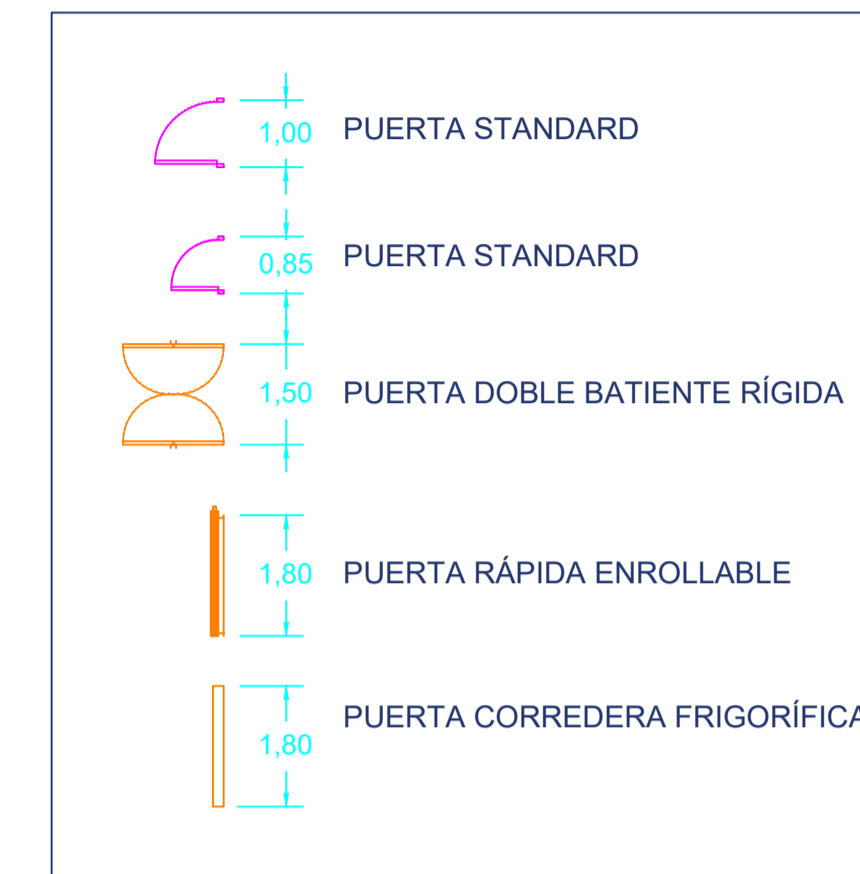 1,00 PUERTA STANDARD
0,85 PUERTA STANDARD
1,50 PUERTA DOBLE BATIENTE RÍGIDA
1,80 PUERTA RÁPIDA ENROLLABLE
1,80 PUERTA CORREDERA FRIGORÍFICA